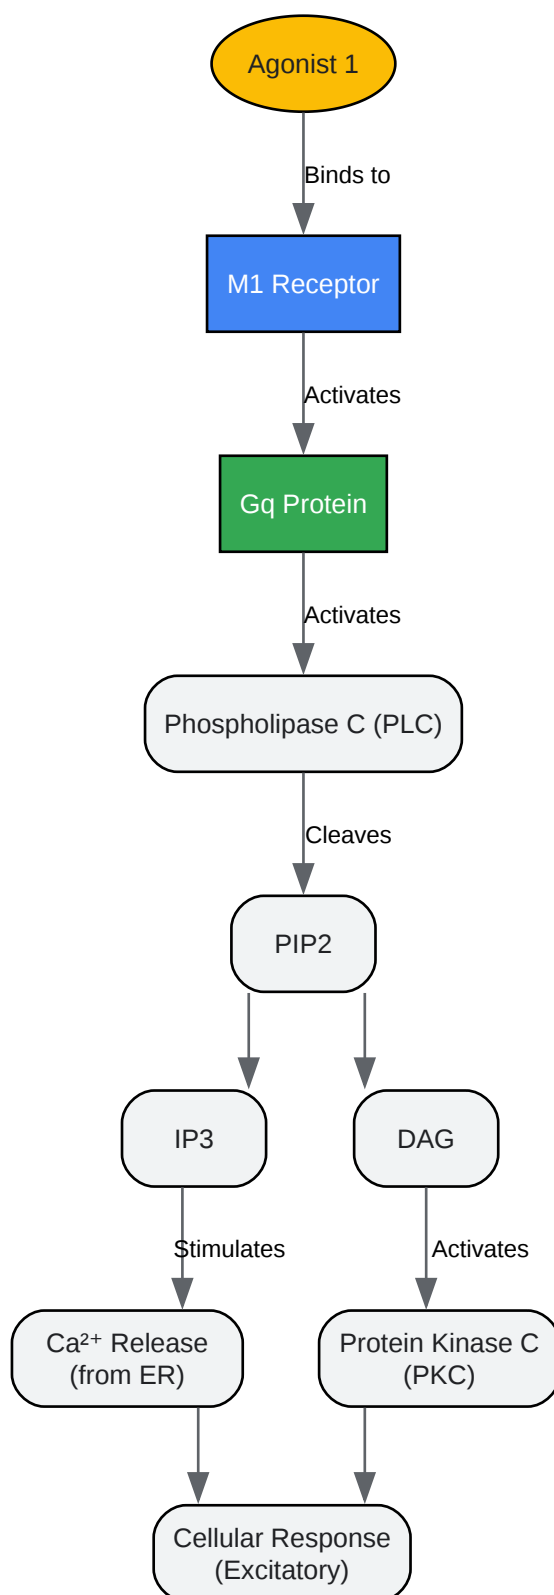 Agonist 1
Binds to
M1 Receptor
Activates
Gq Protein
Activates
Phospholipase C (PLC)
Cleaves
PIP2
IP3
DAG
Stimulates
Activates
Ca²⁺ Release
(from ER)
Protein Kinase C
(PKC)
Cellular Response
(Excitatory)